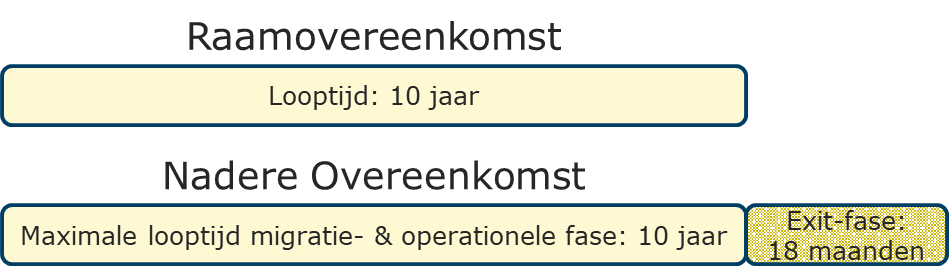 Raamovereenkomst
Looptijd: 10 jaar
Nadere Overeenkomst
Maximale looptijd migratie- & operationele fase: 10 jaar
Exit-fase:
18 maanden